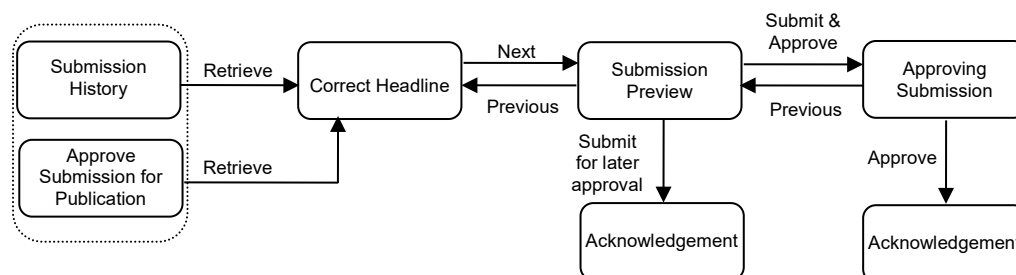 Submission
History
Retrieve
Approve
Submission for
Publication
Retrieve
Correct Headline
Next
Previous
Submission
Preview
Submit
for later
approval
Acknowledgement
Submit &
Approve
Previous
Approving
Submission
Approve
Acknowledgement